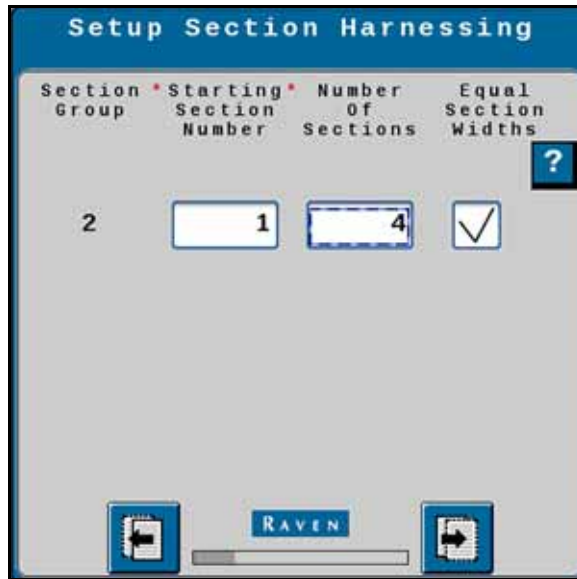 Setup Section Harnessing
Section Group
*Starting* Section Number
Number Of Sections
Equal Section Widths
?
2 1 4
RAVEN